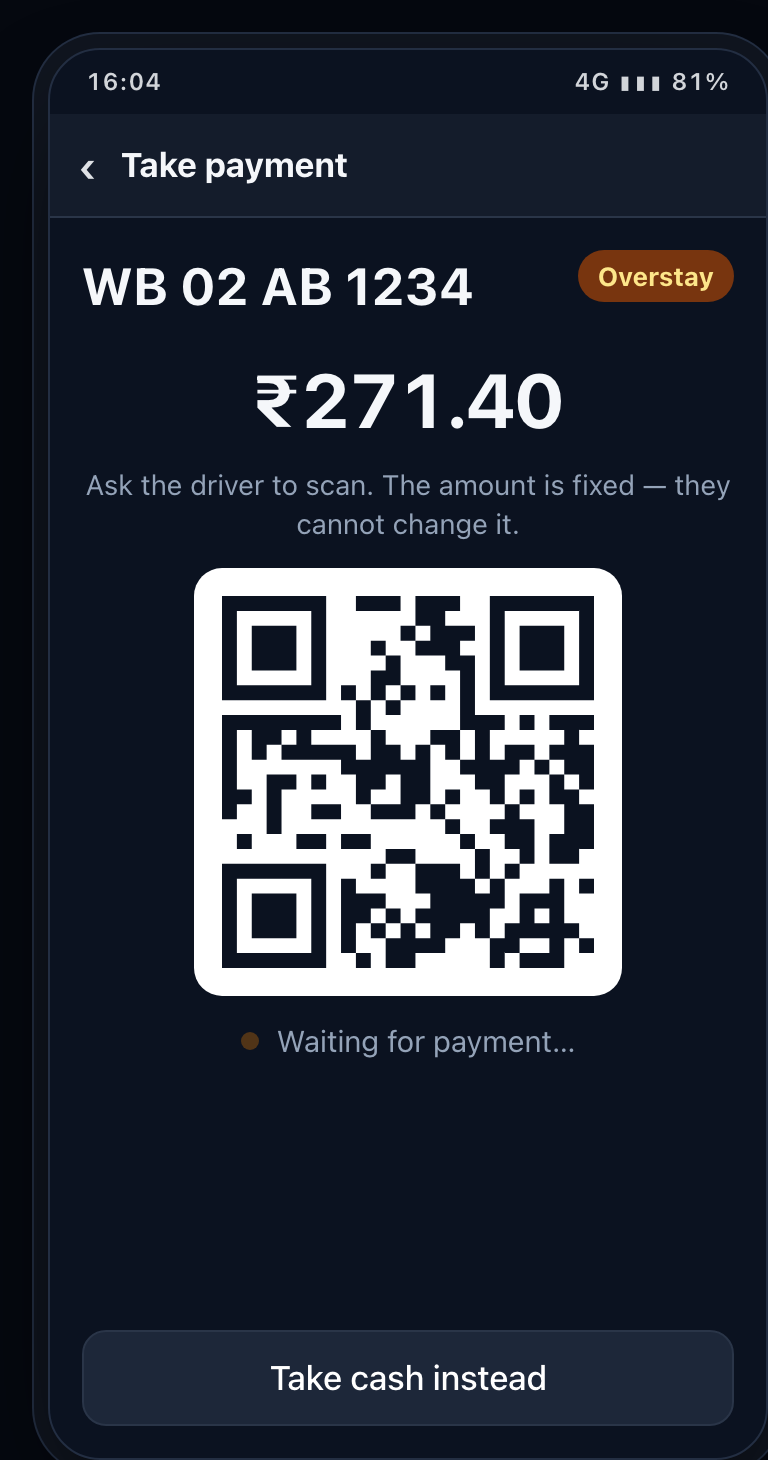 16:04 4G 81%
‹ Take payment
WB 02 AB 1234 Overstay
₹271.40
Ask the driver to scan. The amount is fixed — they
cannot change it.
Waiting for payment...
Take cash instead